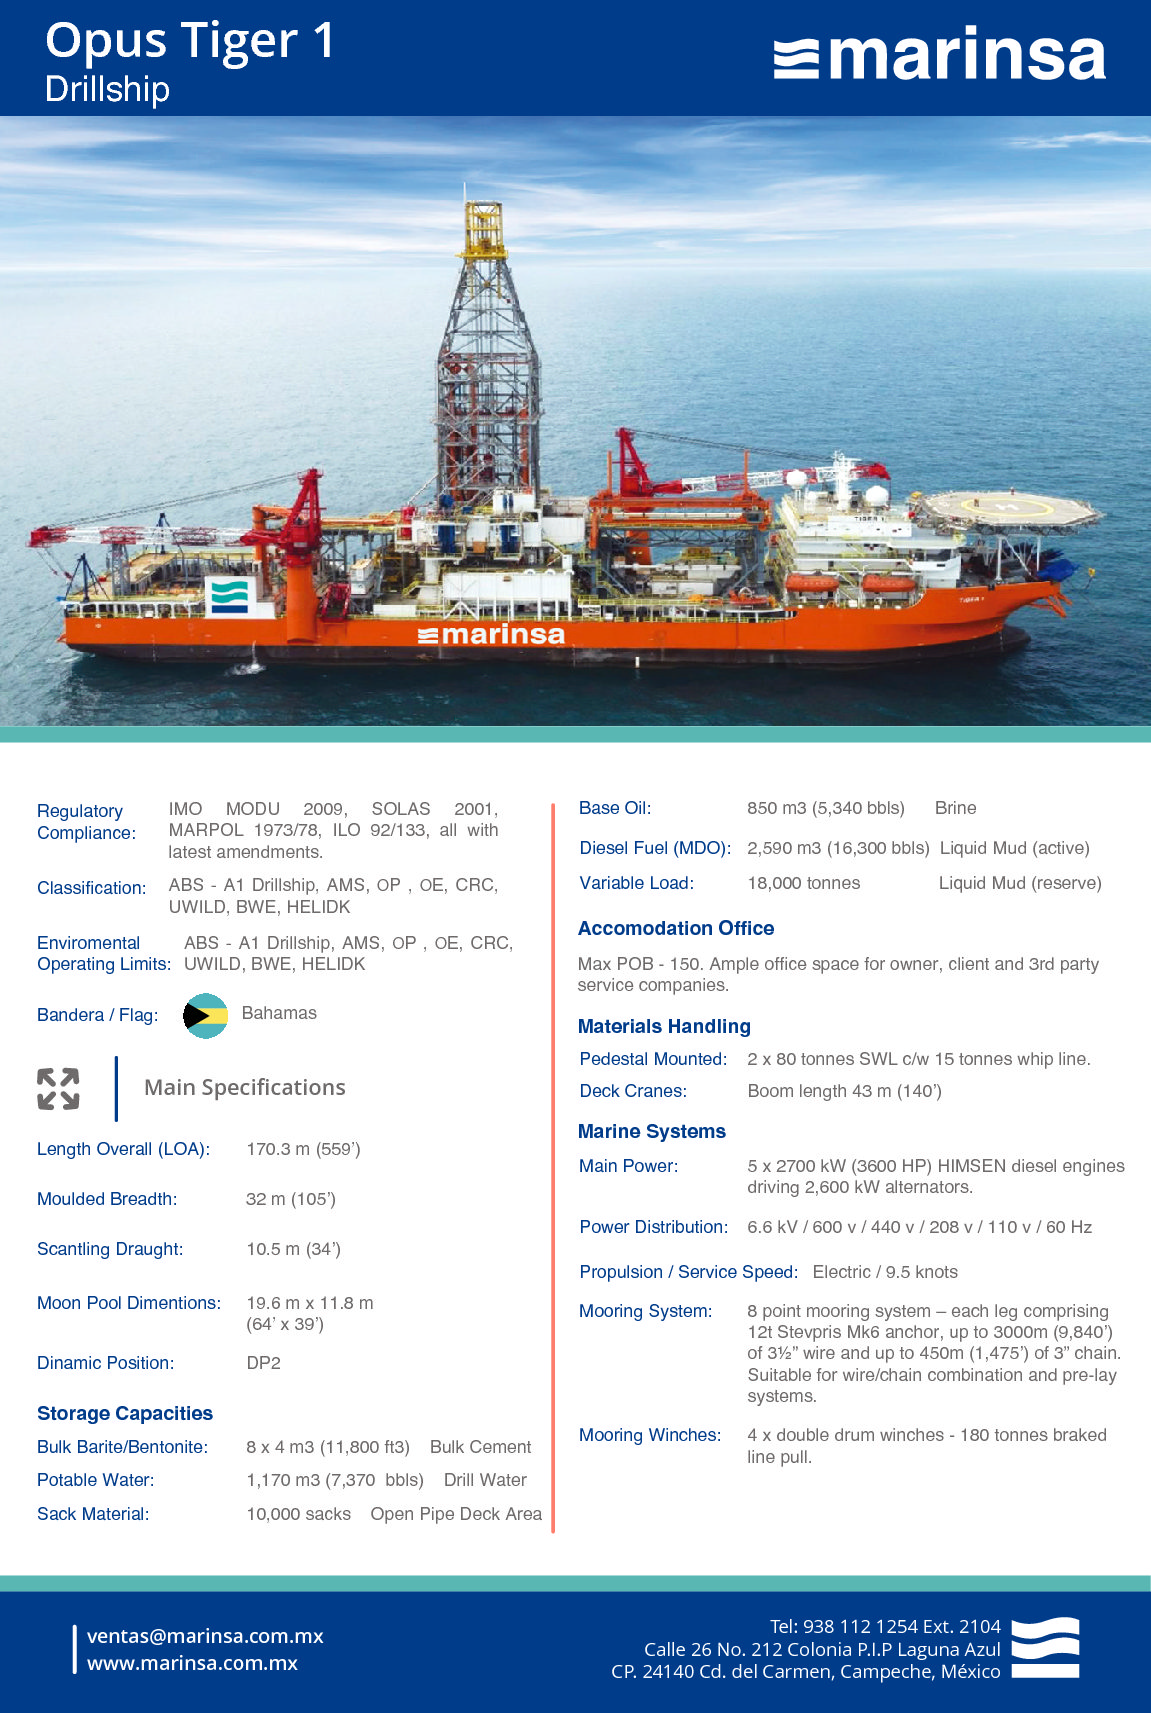 Opus Tiger 1
Drillship
marinsa
TIGER 1
TIGER 1
marinsa
Regulatory Compliance:
IMO MODU 2009, SOLAS 2001,
MARPOL 1973/78, ILO 92/133, all with
latest amendments.
Classification:
ABS - A1 Drillship, AMS, OP , OE, CRC,
UWILD, BWE, HELIDK
Enviromental
Operating Limits:
ABS - A1 Drillship, AMS, OP , OE, CRC,
UWILD, BWE, HELIDK
Bandera / Flag: Bahamas
Main Specifications
Length Overall (LOA): 170.3 m (559’)
Moulded Breadth: 32 m (105’)
Scantling Draught: 10.5 m (34’)
Moon Pool Dimentions: 19.6 m x 11.8 m
(64’ x 39’)
Dinamic Position: DP2
Storage Capacities
Bulk Barite/Bentonite: 8 x 4 m3 (11,800 ft3) Bulk Cement
Potable Water: 1,170 m3 (7,370 bbls) Drill Water
Sack Material: 10,000 sacks Open Pipe Deck Area
Base Oil: 850 m3 (5,340 bbls) Brine
Diesel Fuel (MDO): 2,590 m3 (16,300 bbls) Liquid Mud (active)
Variable Load: 18,000 tonnes Liquid Mud (reserve)
Accomodation Office
Max POB - 150. Ample office space for owner, client and 3rd party
service companies.
Materials Handling
Pedestal Mounted: 2 x 80 tonnes SWL c/w 15 tonnes whip line.
Deck Cranes: Boom length 43 m (140’)
Marine Systems
Main Power: 5 x 2700 kW (3600 HP) HIMSEN diesel engines
driving 2,600 kW alternators.
Power Distribution: 6.6 kV / 600 v / 440 v / 208 v / 110 v / 60 Hz
Propulsion / Service Speed: Electric / 9.5 knots
Mooring System: 8 point mooring system – each leg comprising
12t Stevpris Mk6 anchor, up to 3000m (9,840’)
of 3½” wire and up to 450m (1,475’) of 3” chain.
Suitable for wire/chain combination and pre-lay
systems.
Mooring Winches: 4 x double drum winches - 180 tonnes braked
line pull.
ventas@marinsa.com.mx
www.marinsa.com.mx
Tel: 938 112 1254 Ext. 2104
Calle 26 No. 212 Colonia P.I.P Laguna Azul
CP. 24140 Cd. del Carmen, Campeche, México